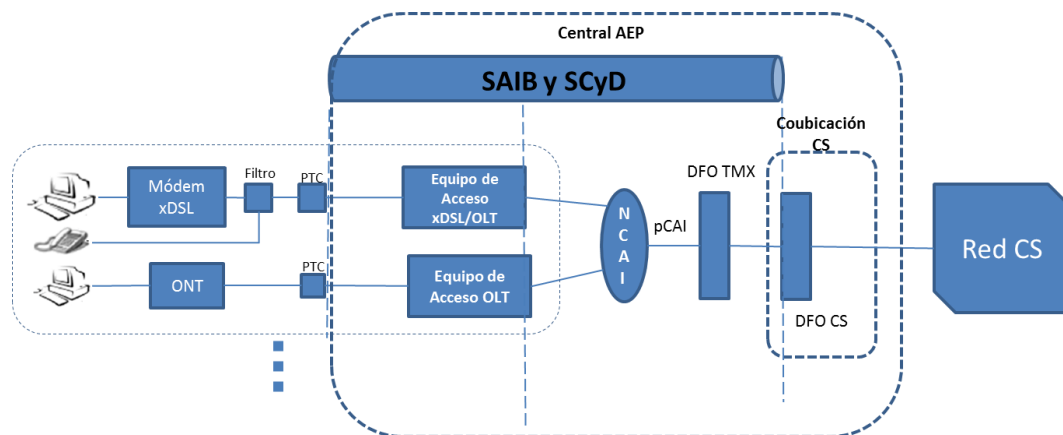 Central AEP
SAIB y SCyD
Coubicación
CS
Módem
xDSL
Filtro
PTC
Equipo de
Acceso
xDSL/OLT
DFO TMX
N
C
A
I
pCAI
Red CS
ONT
PTC
Equipo de
Acceso OLT
DFO CS